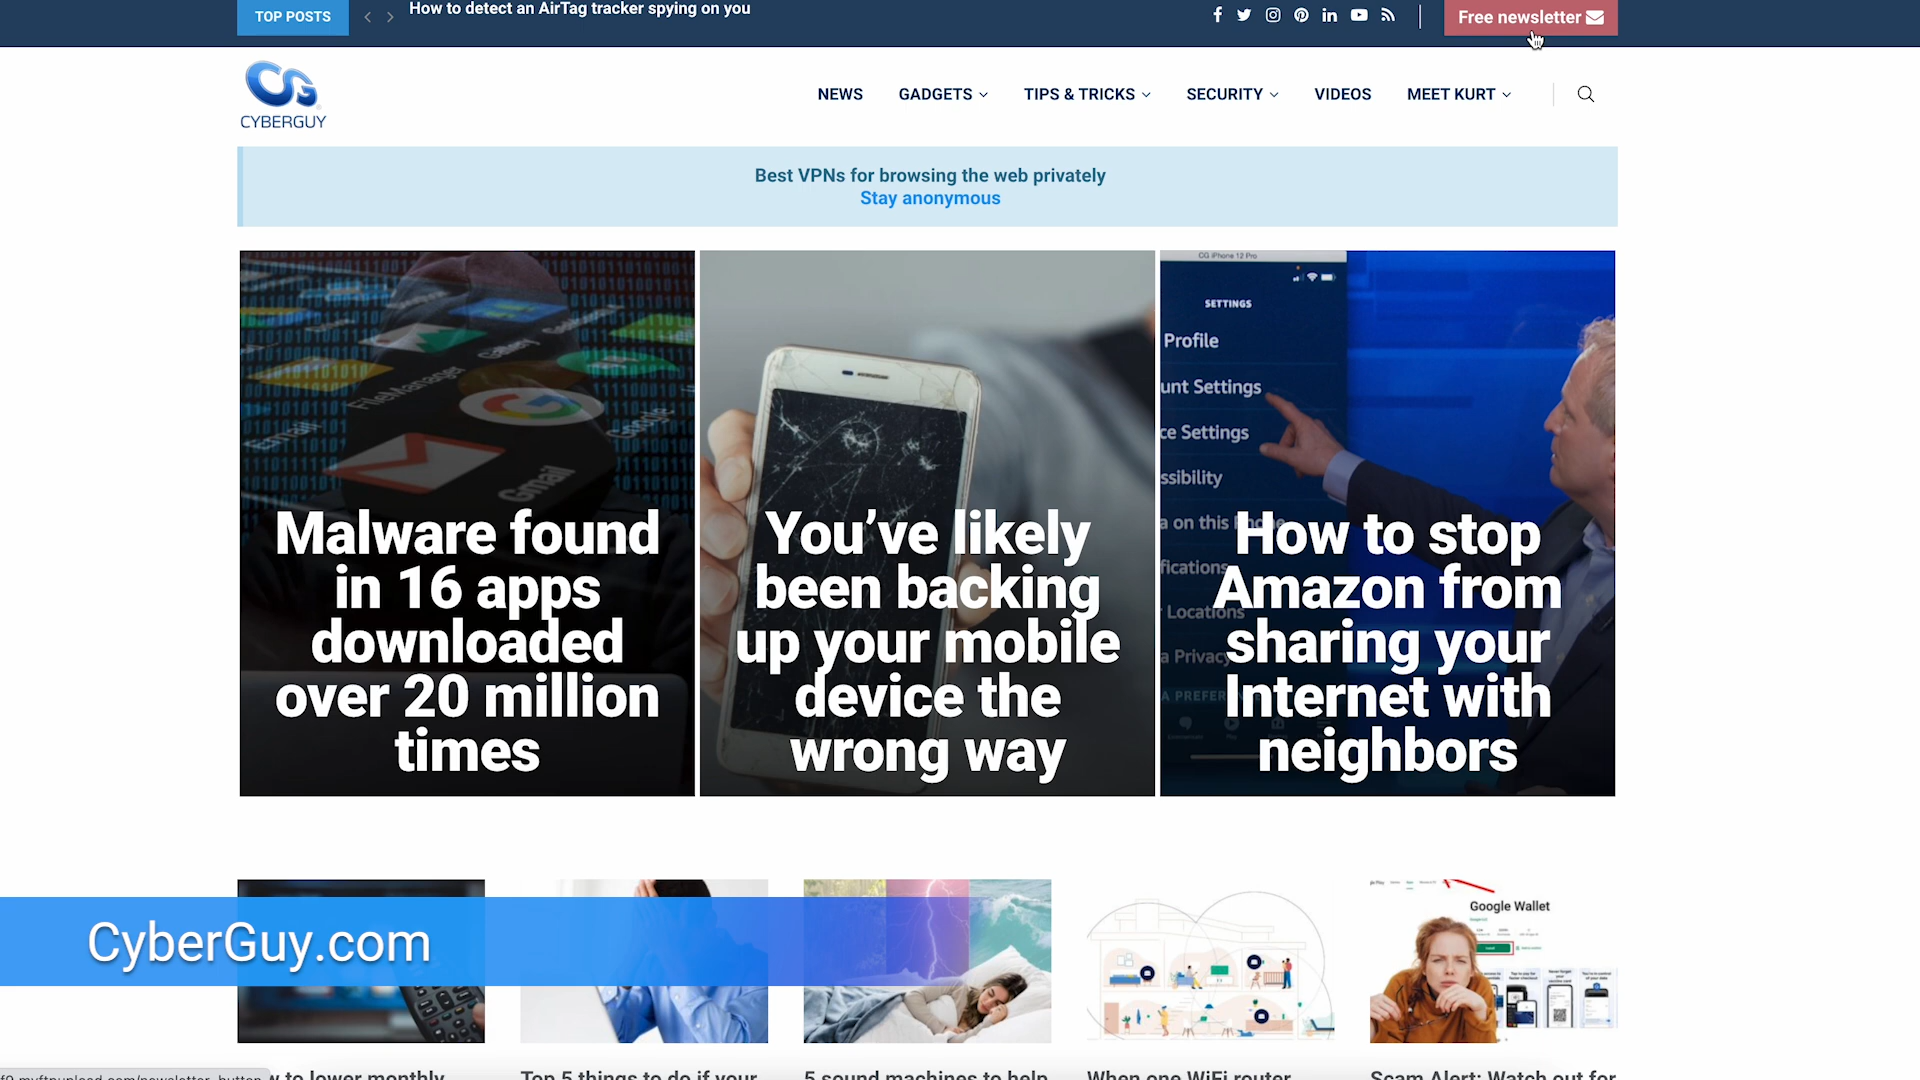 TOP POSTS
How to detect an AirTag tracker spying on you
Free newsletter
CYBERGUY
NEWS
GADGETS
TIPS & TRICKS
SECURITY
VIDEOS
MEET KURT
Best VPNs for browsing the web privately
Stay anonymous
FileManager
Google
Gmail
Malware found
in 16 apps
downloaded
over 20 million
times
You’ve likely
been backing
up your mobile
device the
wrong way
CG iPhone 12 Pro
SETTINGS
Profile
unt Settings
ce Settings
ssibility
a on this Phone
fications
Locations
a Privacy
A PREFER
How to stop
Amazon from
sharing your
Internet with
neighbors
Google Wallet
CyberGuy.com
w to lower monthly
Top 5 things to do if your
5 sound machines to help
When one WiFi router
Scam Alert: Watch out for